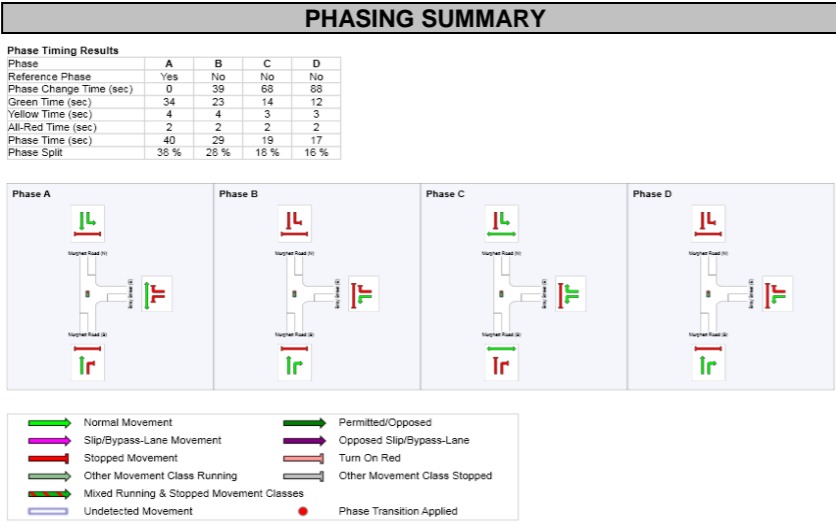 PHASING SUMMARY
Phase Timing Results
Phase A B C D
Reference Phase Yes No No No
Phase Change Time (sec) 0 39 68 88
Green Time (sec) 34 23 14 12
Yellow Time (sec) 4 4 3 3
All-Red Time (sec) 2 2 2 2
Phase Time (sec) 40 29 19 17
Phase Split 38 % 28 % 18 % 16 %
Phase A Phase B Phase C Phase D
Road (N) Road (N) Road (N) Road (N)
Normal Movement Permitted/Opposed
Slip/Bypass-Lane Movement Opposed Slip/Bypass-Lane
Stopped Movement Turn On Red
Other Movement Class Running Other Movement Class Stopped
Mixed Running & Stopped Movement Classes
Undetected Movement Phase Transition Applied